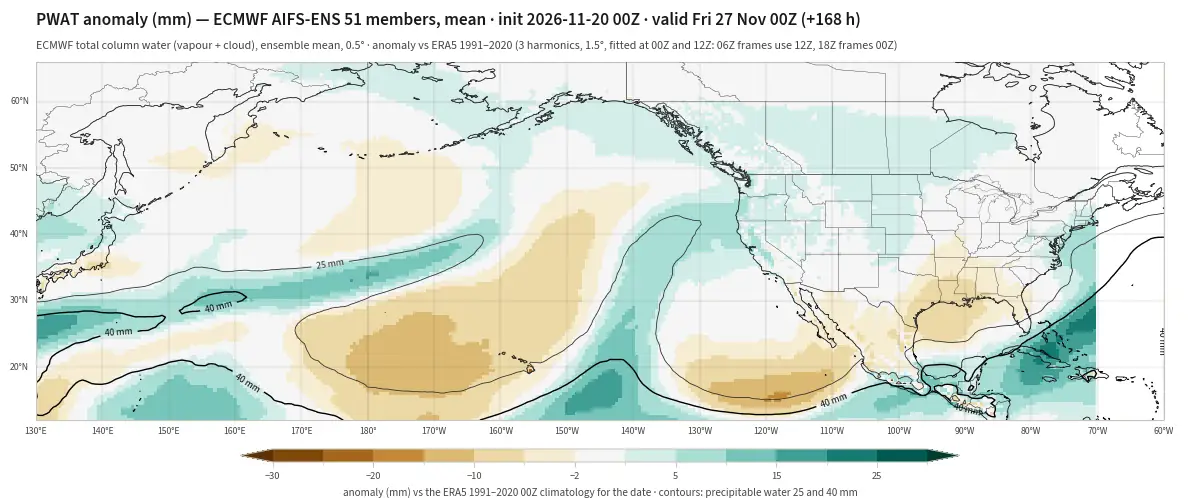 PWAT anomaly (mm) — ECMWF AIFS-ENS 51 members, mean · init 2026-11-20 00Z · valid Fri 27 Nov 00Z (+168 h)
ECMWF total column water (vapour + cloud), ensemble mean, 0.5° · anomaly vs ERA5 1991–2020 (3 harmonics, 1.5°, fitted at 00Z and 12Z: 06Z frames use 12Z, 18Z frames 00Z)
60°N
50°N
40°N
30°N
20°N
25 mm
40 mm
40 mm
40 mm
40 mm
40 mm
130°E 140°E 150°E 160°E 170°E 180° 170°W 160°W 150°W 140°W 130°W 120°W 110°W 100°W 90°W 80°W 70°W 60°W
−30 −20 −10 −2 5 15 25
anomaly (mm) vs the ERA5 1991–2020 00Z climatology for the date · contours: precipitable water 25 and 40 mm